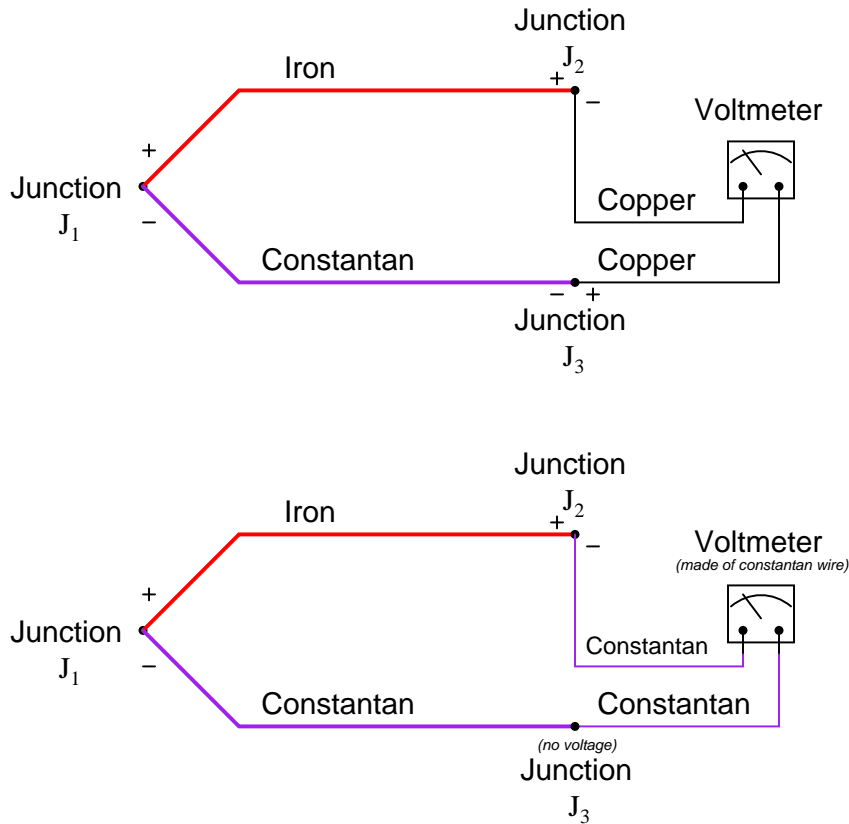 Junction
J2
Iron
+
−
Voltmeter
+
Junction
J1
−
Copper
Constantan
Copper
− +
Junction
J3
Junction
J2
Iron
+
−
Voltmeter
(made of constantan wire)
+
Junction
J1
−
Constantan
Constantan
Constantan
(no voltage)
Junction
J3